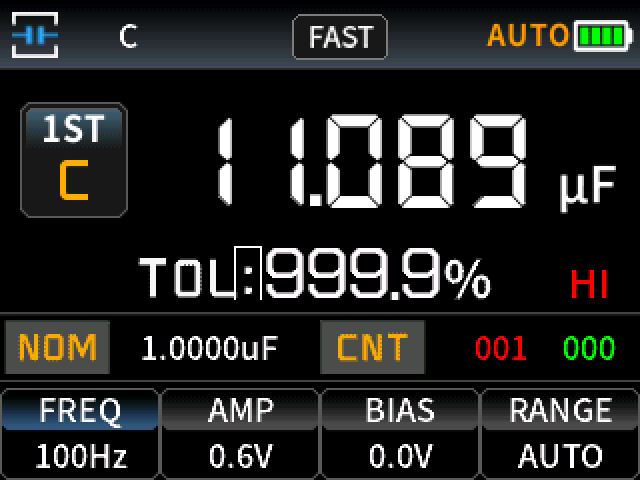 C FAST AUTO
1ST
C
11.089 µF
TOL:999.9% HI
NOM 1.0000uF CNT 001 000
FREQ AMP BIAS RANGE
100Hz 0.6V 0.0V AUTO